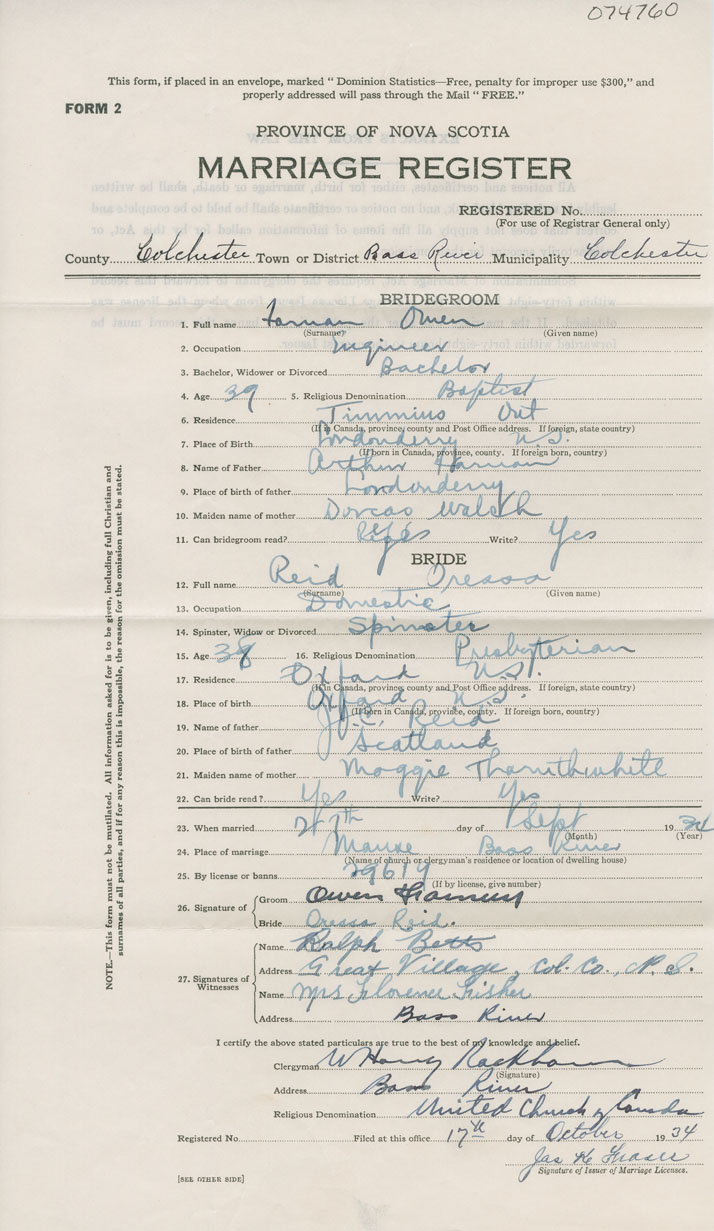 074760
This form, if placed in an envelope, marked “ Dominion Statistics—Free, penalty for improper use $300,” and
properly addressed will pass through the Mail “ FREE.”
FORM 2
PROVINCE OF NOVA SCOTIA
MARRIAGE REGISTER
REGISTERED No.
(For use of Registrar General only)
County Colchester Town or District Bass River Municipality Colchester
BRIDEGROOM
1. Full name Owen
(Surname) (Given name)
2. Occupation Engineer
3. Bachelor, Widower or Divorced Bachelor
4. Age 39 5. Religious Denomination Baptist
6. Residence Timmins Ont
(If in Canada, province, county and Post Office address. If foreign, state country)
7. Place of Birth Londonderry N.S.
(If born in Canada, province, county. If foreign born, country)
8. Name of Father Arthur
9. Place of birth of father Londonderry
10. Maiden name of mother Dorcas Walsh
11. Can bridegroom read? Yes Write? Yes
BRIDE
12. Full name Reid Oressa
(Surname) (Given name)
13. Occupation Domestic
14. Spinster, Widow or Divorced Spinster
15. Age 38 16. Religious Denomination Presbyterian
17. Residence Oxford N.S.
(If in Canada, province, county and Post Office address. If foreign, state country)
18. Place of birth Oxford N.S.
(If born in Canada, province, county. If foreign born, country)
19. Name of father Reid
20. Place of birth of father Scotland
21. Maiden name of mother Maggie
22. Can bride read? Yes Write? Yes
23. When married day of Sept 1934
(Month) (Year)
24. Place of marriage Manse Bass River
(Name of church or clergyman's residence or location of dwelling house)
25. By license or banns 29619
(If by license, give number)
26. Signature of Groom Owen
Bride Oressa Reid.
27. Signatures of Witnesses
Name Ralph Betts
Address Great Village, Col. Co., N. S.
Name Mrs Florence Fisher
Address Bass River
I certify the above stated particulars are true to the best of my knowledge and belief.
Clergyman W Harry Rackham
(Signature)
Address Bass River
Religious Denomination United Church of Canada
Registered No. Filed at this office 17th day of October 1934
Jas K Fraser
Signature of Issuer of Marriage Licenses.
[SEE OTHER SIDE]
NOTE.—This form must not be mutilated. All information asked for is to be given, including full Christian and
surnames of all parties, and if for any reason this is impossible, the reason for the omission must be stated.